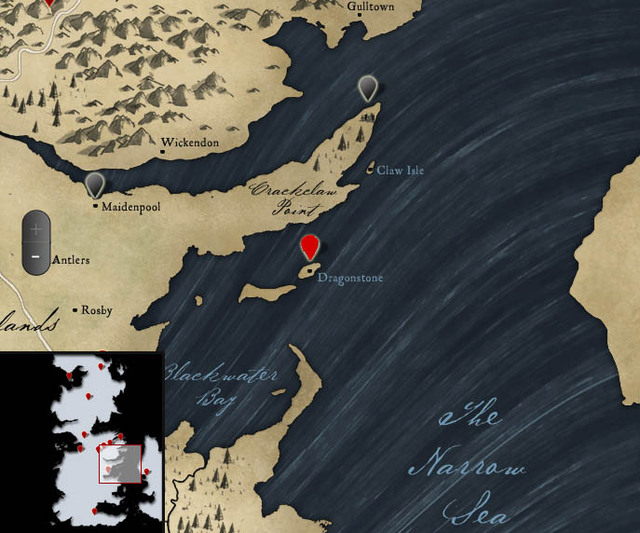 Gulltown
Wickendon
Claw Isle
Crackclaw
Point
Maidenpool
Antlers
Dragonstone
Rosby
lands
Blackwater
Bay
The
Narrow
Sea